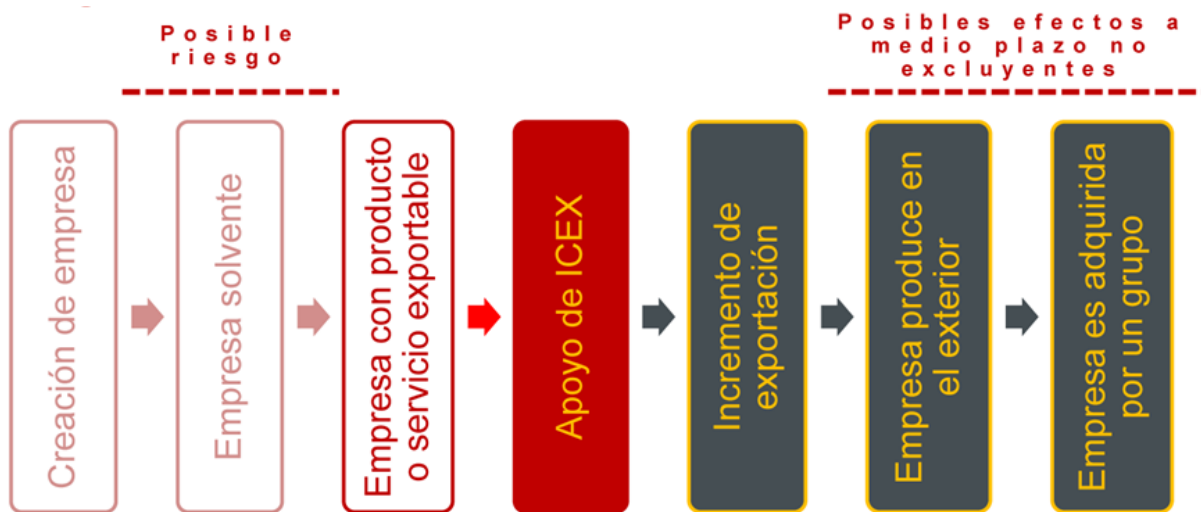 Posible
riesgo
Posibles efectos a
medio plazo no
excluyentes
Creación de empresa
Empresa solvente
Empresa con producto
o servicio exportable
Apoyo de ICEX
Incremento de
exportación
Empresa produce en
el exterior
Empresa es adquirida
por un grupo